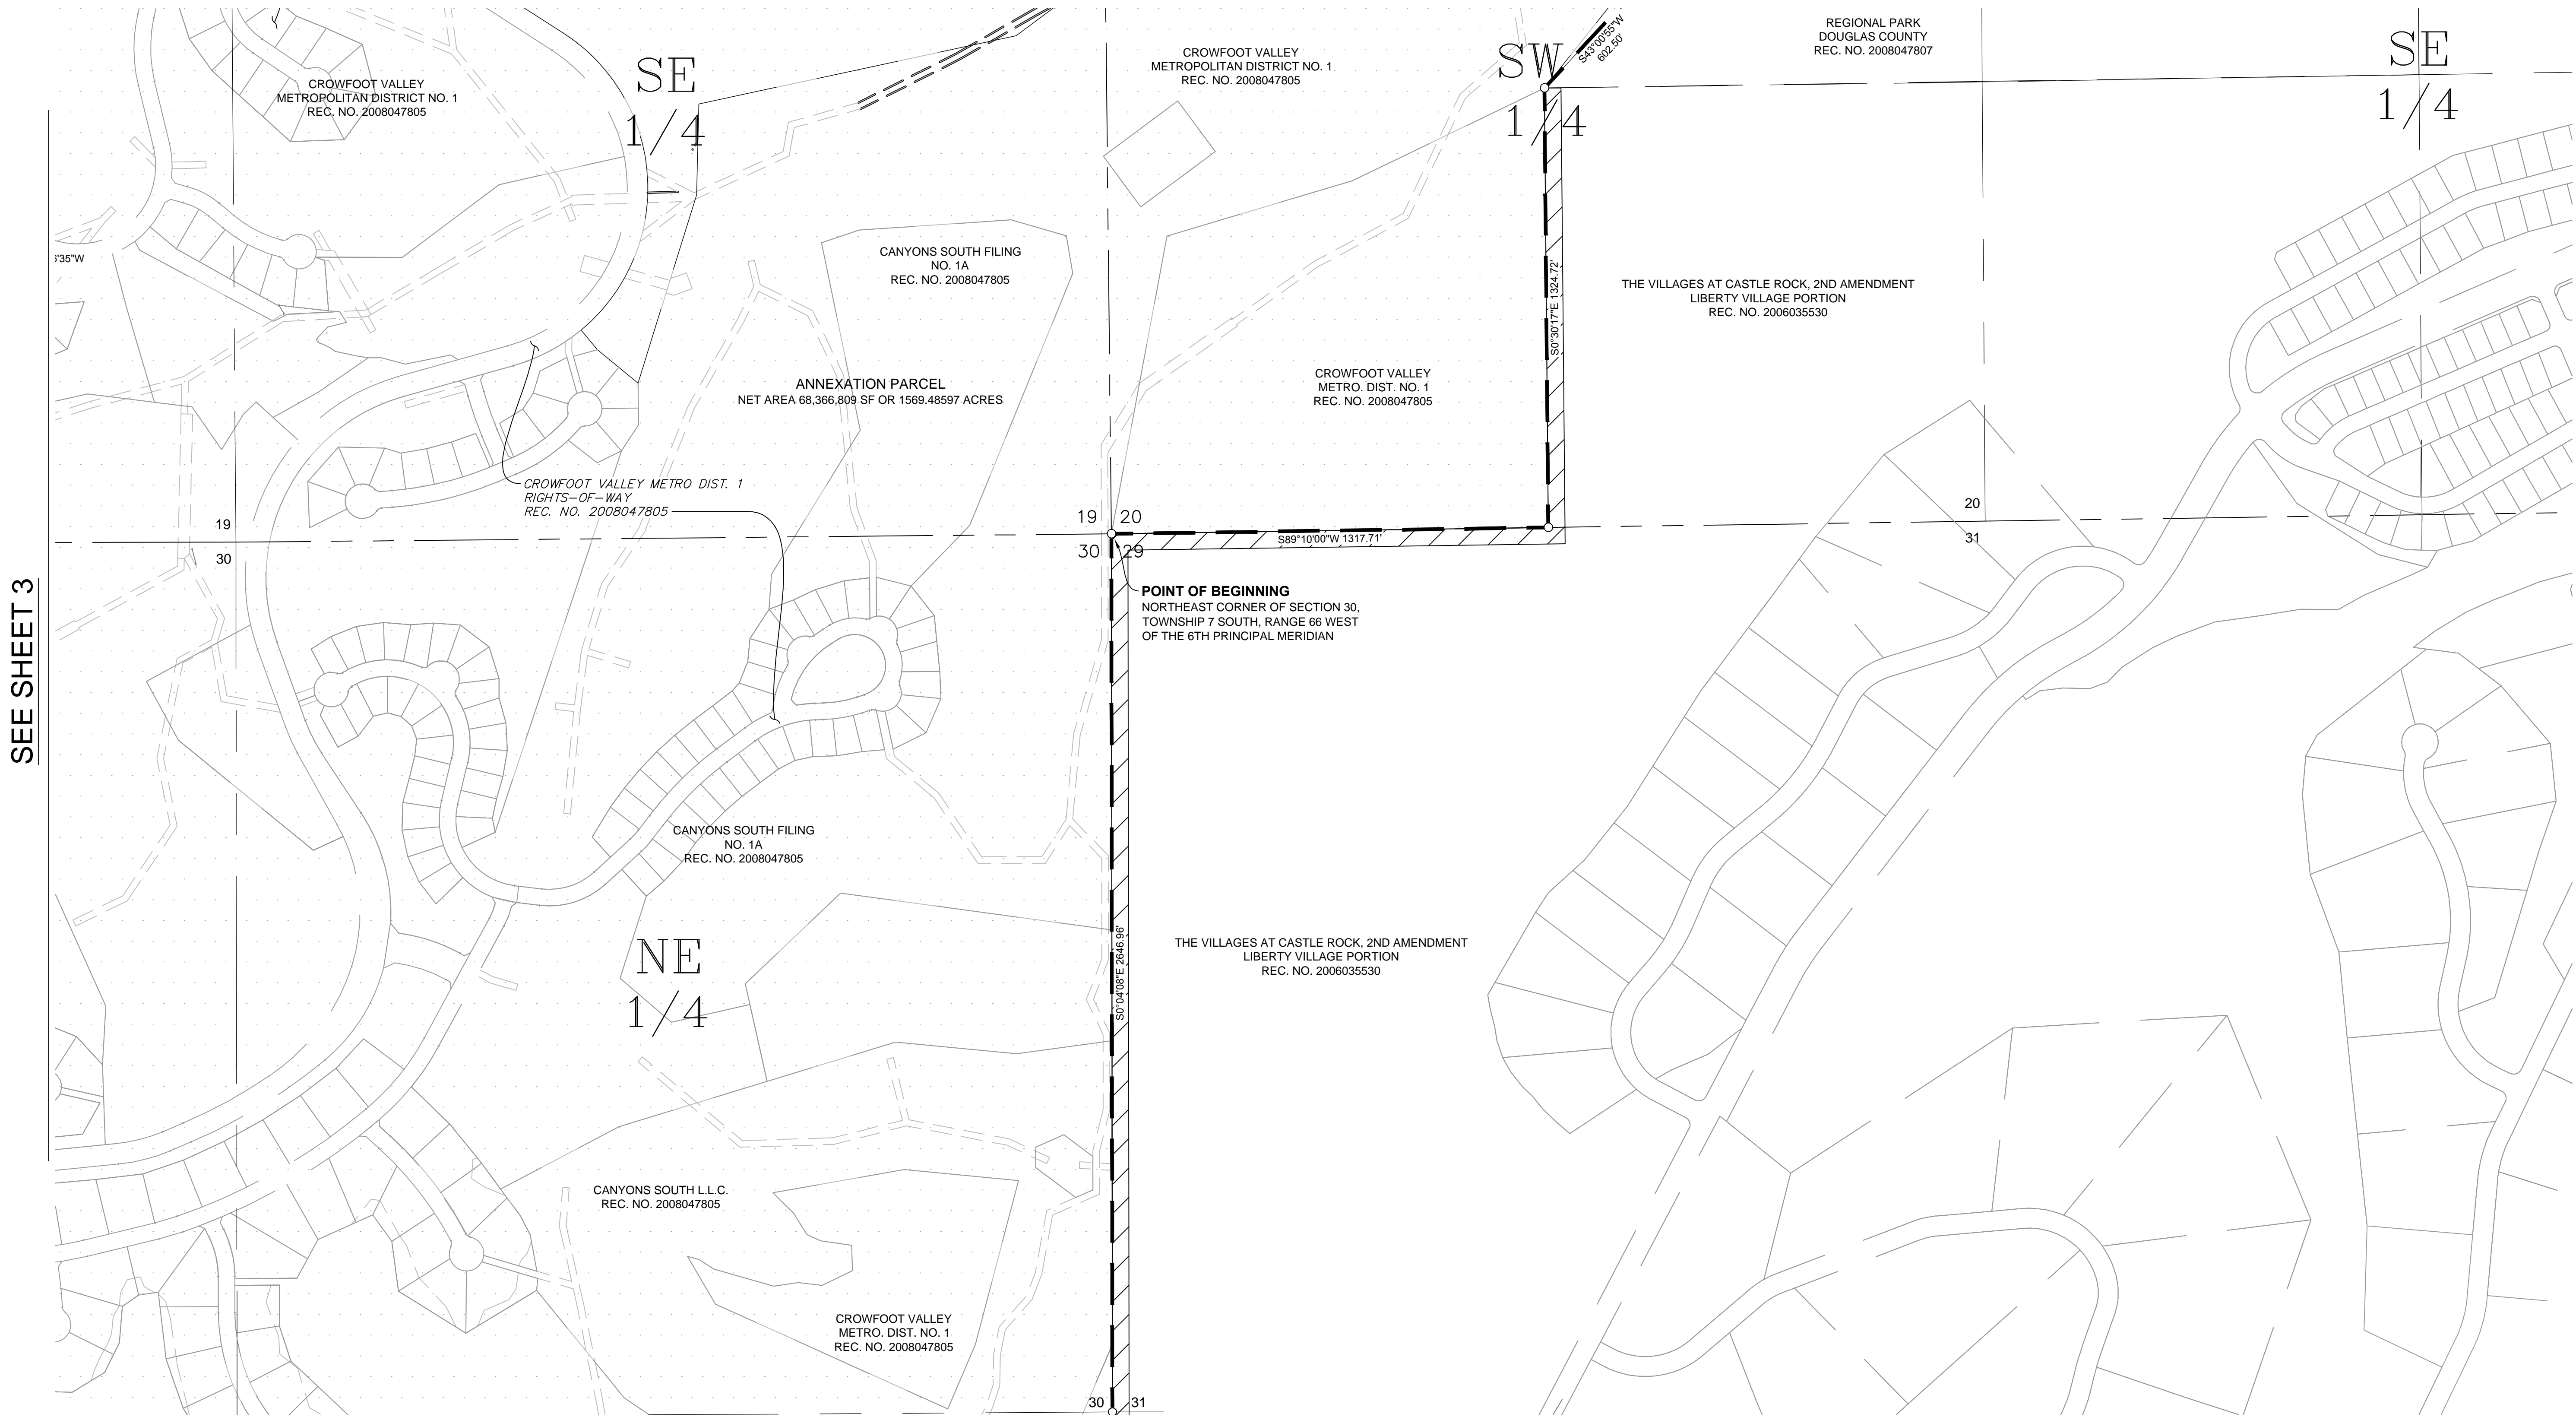 REGIONAL PARK
DOUGLAS COUNTY
REC. NO. 2008047807
S43°00'55"W
602.50'
SE
1/4
SW
1/4
SE
1/4
CROWFOOT VALLEY
METROPOLITAN DISTRICT NO. 1
REC. NO. 2008047805
CROWFOOT VALLEY
METROPOLITAN DISTRICT NO. 1
REC. NO. 2008047805
'35"W
CANYONS SOUTH FILING
NO. 1A
REC. NO. 2008047805
THE VILLAGES AT CASTLE ROCK, 2ND AMENDMENT
LIBERTY VILLAGE PORTION
REC. NO. 2006035530
S0°30'17"E 1324.72'
ANNEXATION PARCEL
NET AREA 68,366,809 SF OR 1569.48597 ACRES
CROWFOOT VALLEY
METRO. DIST. NO. 1
REC. NO. 2008047805
CROWFOOT VALLEY METRO DIST. 1
RIGHTS-OF-WAY
REC. NO. 2008047805
19
30
19 20
30 29
20
31
S89°10'00"W 1317.71'
SEE SHEET 3
POINT OF BEGINNING
NORTHEAST CORNER OF SECTION 30,
TOWNSHIP 7 SOUTH, RANGE 66 WEST
OF THE 6TH PRINCIPAL MERIDIAN
CANYONS SOUTH FILING
NO. 1A
REC. NO. 2008047805
NE
1/4
S0°04'08"E 2646.96'
THE VILLAGES AT CASTLE ROCK, 2ND AMENDMENT
LIBERTY VILLAGE PORTION
REC. NO. 2006035530
CANYONS SOUTH L.L.C.
REC. NO. 2008047805
CROWFOOT VALLEY
METRO. DIST. NO. 1
REC. NO. 2008047805
30 31